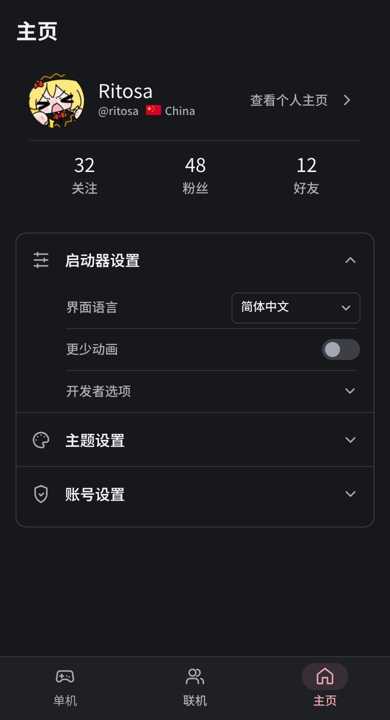 主页
Ritosa
@ritosa 🇨🇳 China
查看个人主页
32 48 12
关注 粉丝 好友
启动器设置
界面语言 简体中文
更少动画
开发者选项
主题设置
账号设置
单机 联机 主页